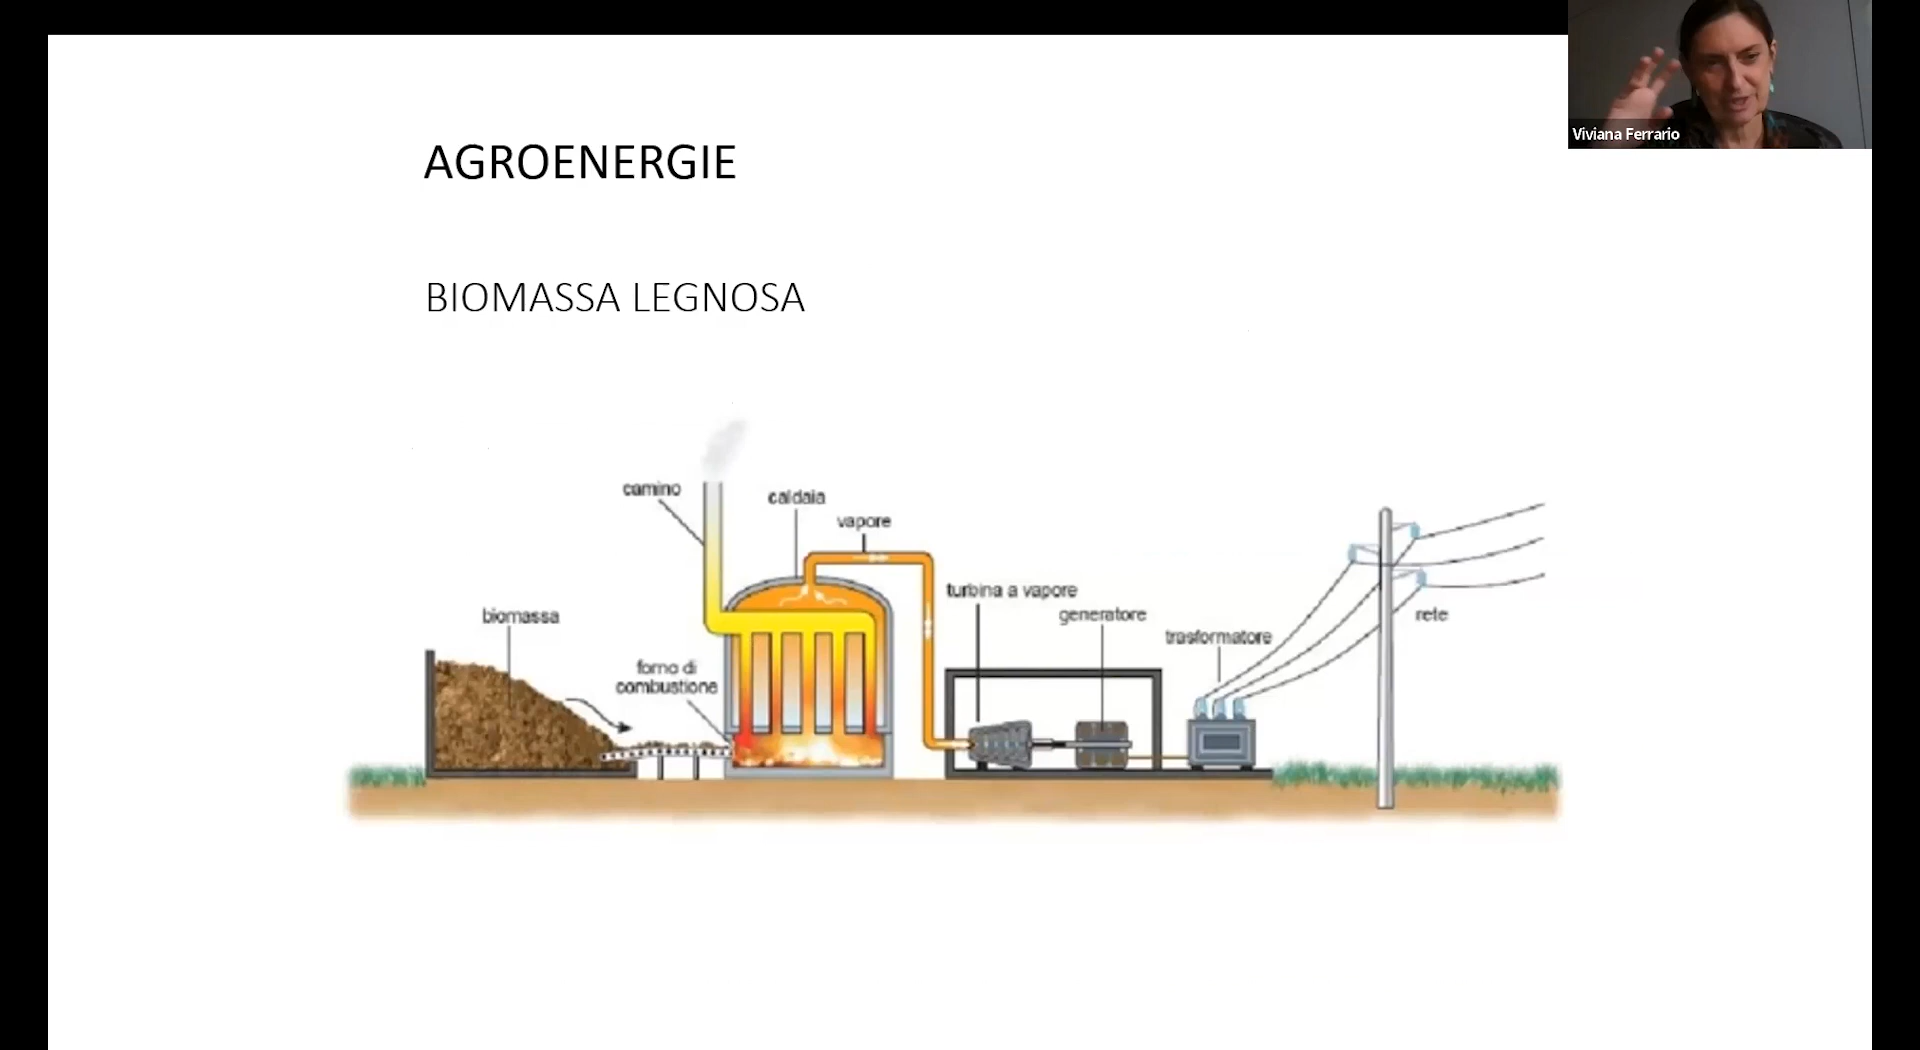 Viviana Ferrario
AGROENERGIE
BIOMASSA LEGNOSA
camino
caldaia
vapore
turbina a vapore
biomassa
generatore
rete
trasformatore
forno di
combustione